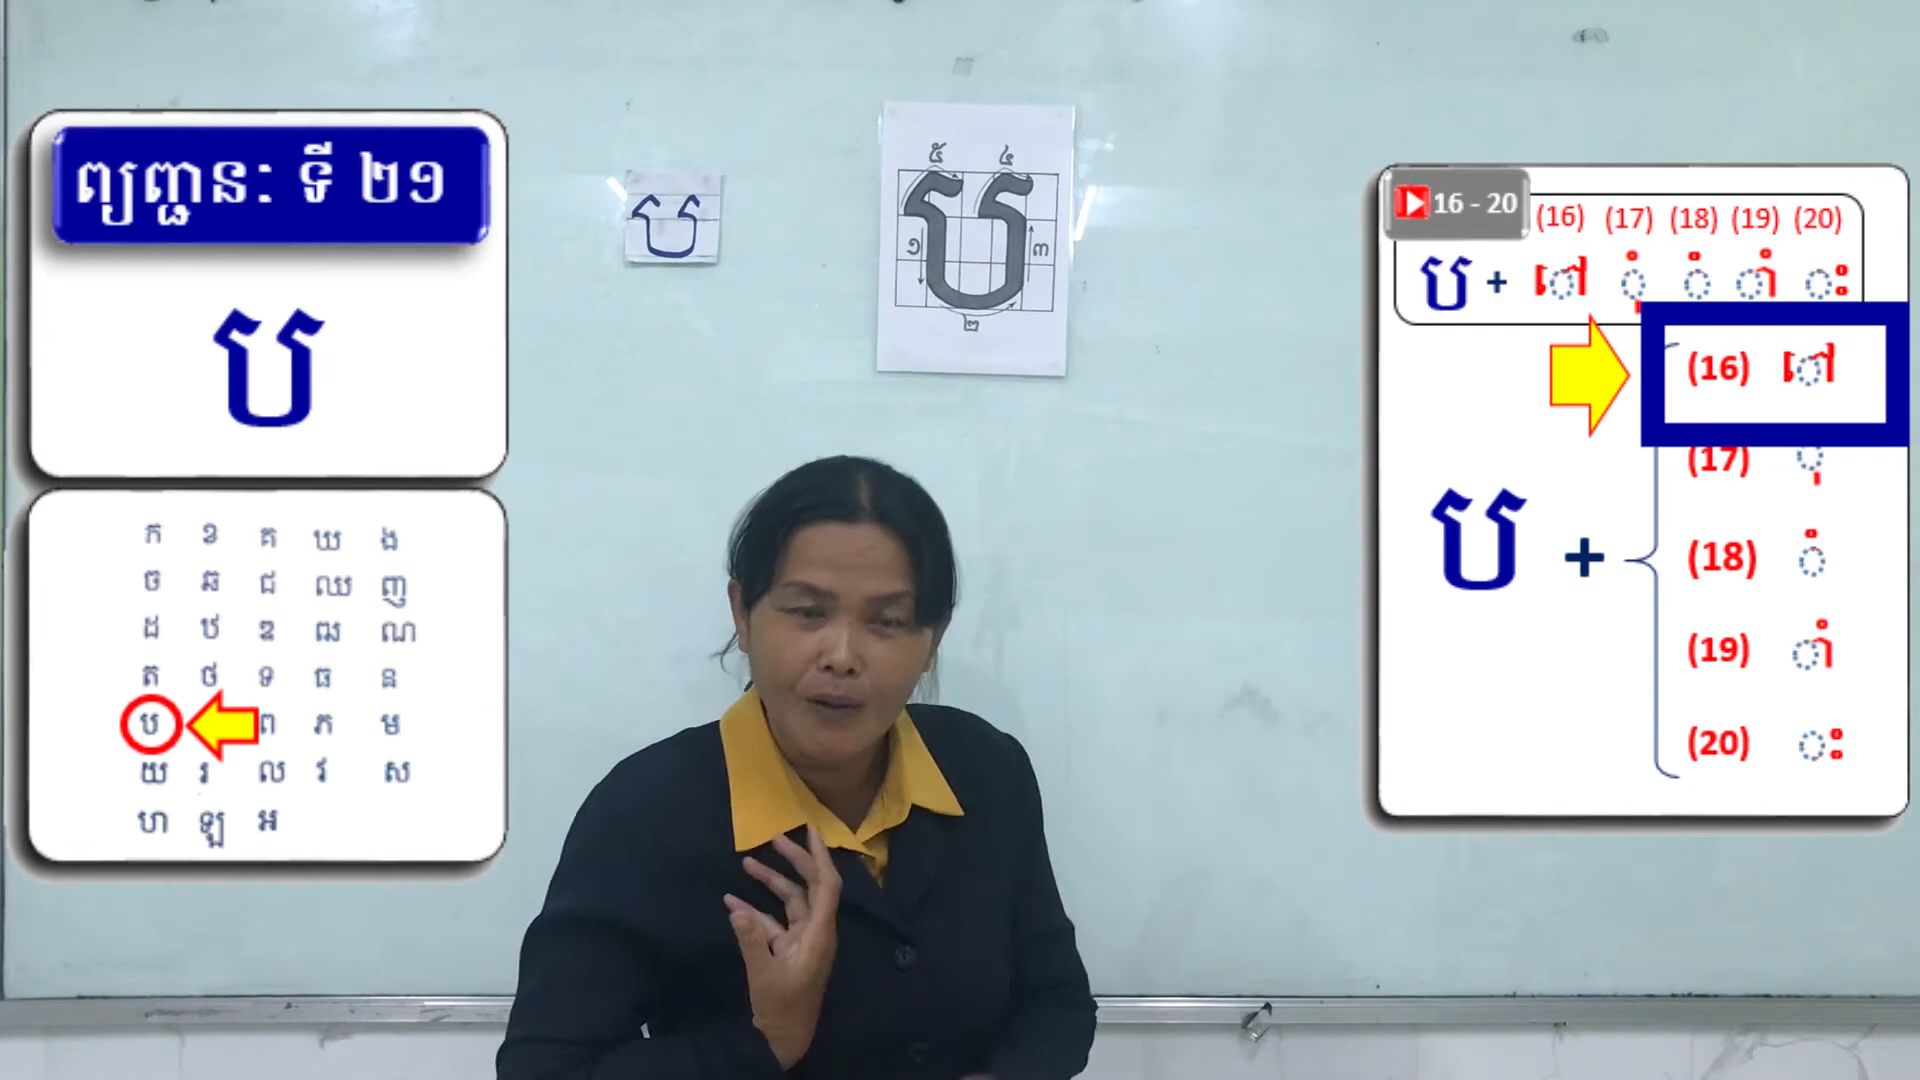 ព្យញ្ជនៈ ទី ២១
ប
ក ខ គ ឃ ង
ច ឆ ជ ឈ ញ
ដ ឋ ឌ ឍ ណ
ត ថ ទ ធ ន
ប ព ភ ម
យ រ ល វ ស
ហ ឡ អ
ប
៥ ៤
ប
១ ៣
២
16 - 20 (16) (17) (18) (19) (20)
ប + ៅ ុំ ំ ាំ ះ
(16) ៅ
(17) ុ
ប + (18) ំ
(19) ាំ
(20) ះ